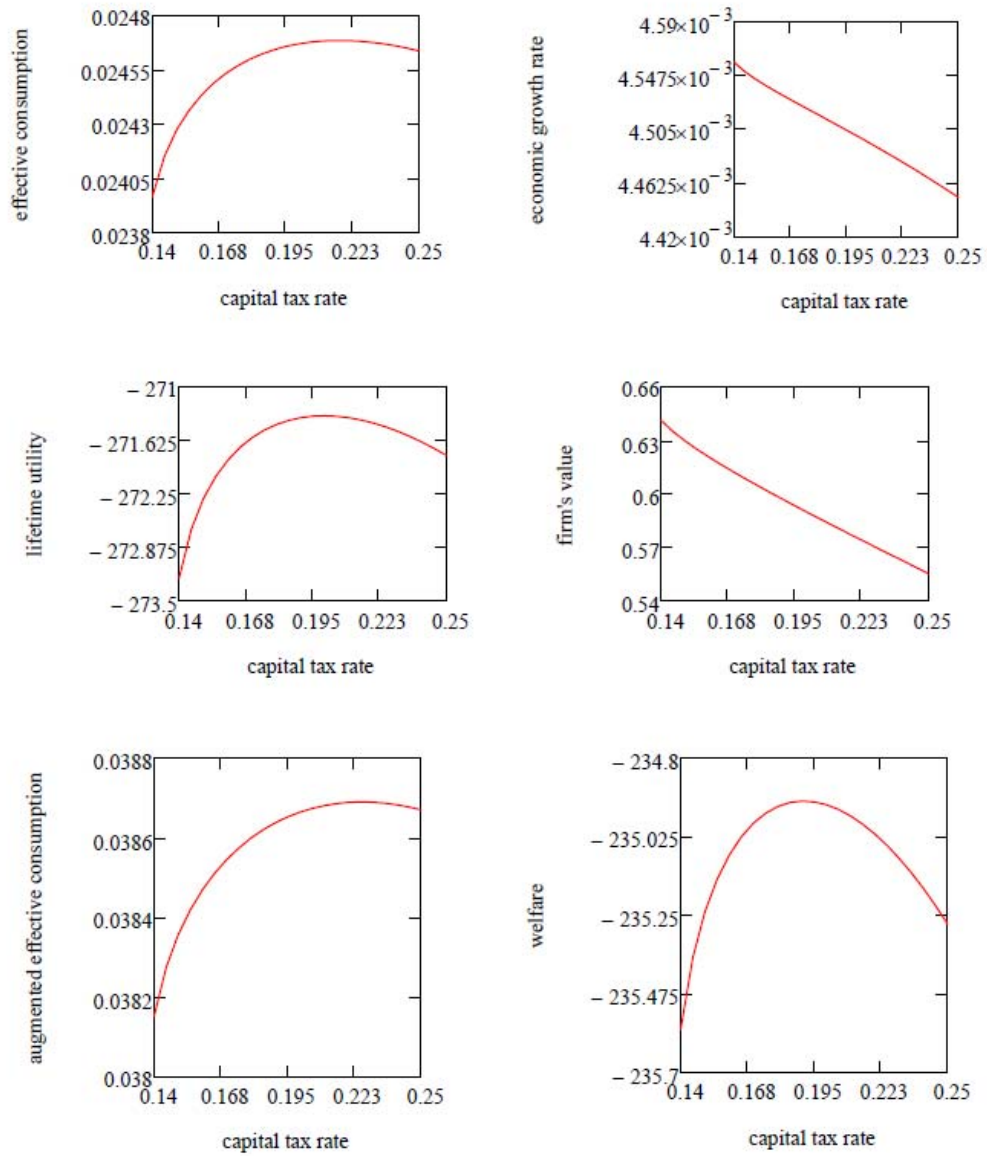 effective consumption
0.0248
0.02455
0.0243
0.02405
0.0238
0.14 0.168 0.195 0.223 0.25
capital tax rate
economic growth rate
4.59×10⁻³
4.5475×10⁻³
4.505×10⁻³
4.4625×10⁻³
4.42×10⁻³
0.14 0.168 0.195 0.223 0.25
capital tax rate
lifetime utility
− 271
− 271.625
− 272.25
− 272.875
− 273.5
0.14 0.168 0.195 0.223 0.25
capital tax rate
firm's value
0.66
0.63
0.6
0.57
0.54
0.14 0.168 0.195 0.223 0.25
capital tax rate
augmented effective consumption
0.0388
0.0386
0.0384
0.0382
0.038
0.14 0.168 0.195 0.223 0.25
capital tax rate
welfare
− 234.8
− 235.025
− 235.25
− 235.475
− 235.7
0.14 0.168 0.195 0.223 0.25
capital tax rate